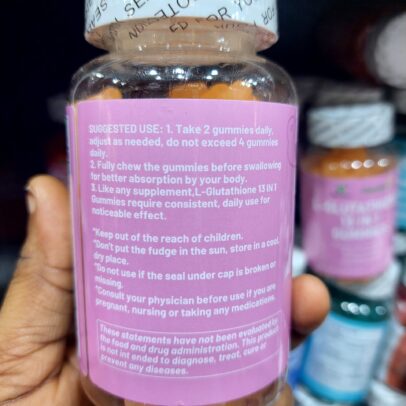 SUGGESTED USE: 1. Take 2 gummies daily,
adjust as needed, do not exceed 4 gummies
daily.
2. Fully chew the gummies before swallowing
for better absorption by your body.
3. Like any supplement,L-Glutathione 13 IN 1
Gummies require consistent, daily use for
noticeable effect.
*Keep out of the reach of children.
*Don't put the fudge in the sun, store in a cool,
dry place.
*Do not use if the seal under cap is broken or
missing.
*Consult your physician before use if you are
pregnant, nursing or taking any medications.
These statements have not been evaluated by
the food and drug administration. This product
is not int ended to diagnose, treat, cure or
prevent any diseases.
L-GLUTATHIONE
13 IN 1
GUMMIES